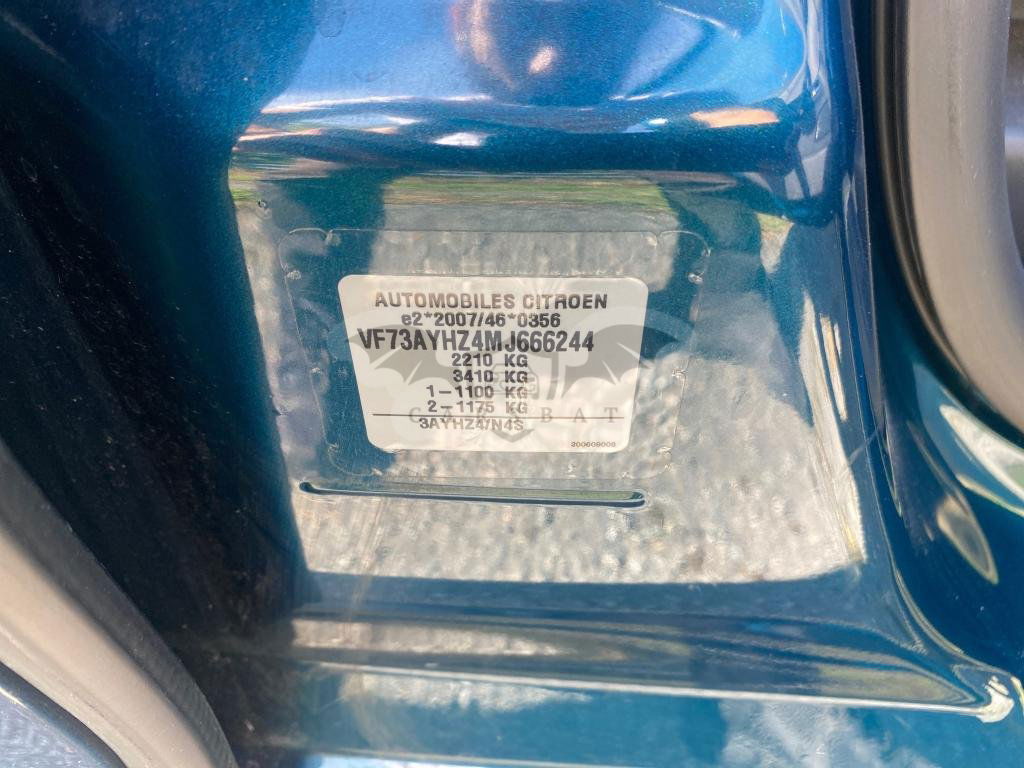 AUTOMOBILES CITROEN
e2*2007/46*0356
VF73AYHZ4MJ666244
2210 KG
3410 KG
1-1100 KG
2-1175 KG
CARXBAT
3AYHZ4/N4S